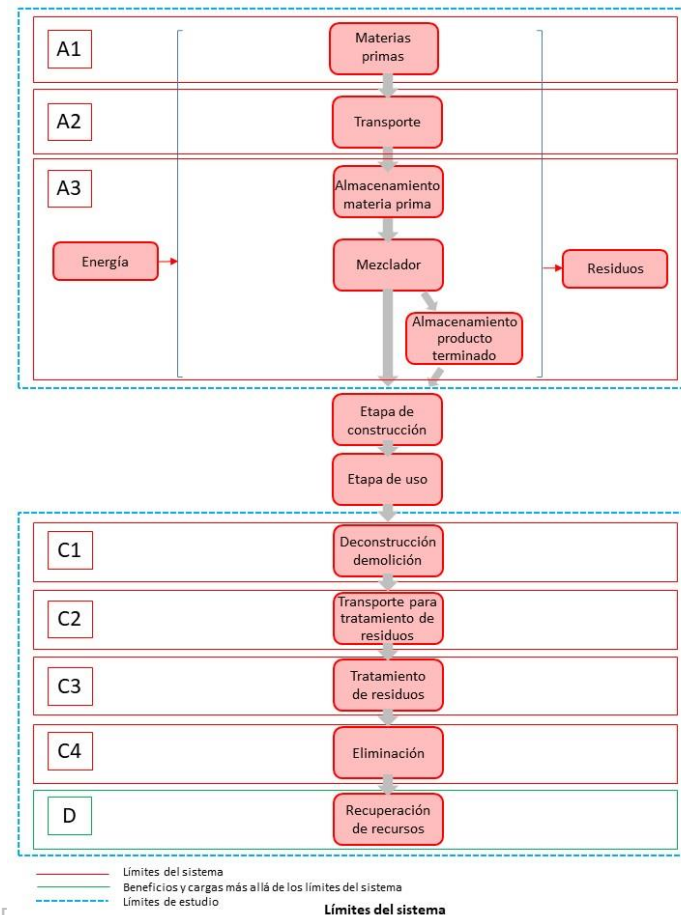 A1
Materias
primas
A2
Transporte
A3
Almacenamiento
materia prima
Energía
Mezclador
Residuos
Almacenamiento
producto
terminado
Etapa de
construcción
Etapa de uso
C1
Deconstrucción
demolición
C2
Transporte para
tratamiento de
residuos
C3
Tratamiento
de residuos
C4
Eliminación
D
Recuperación
de recursos
Límites del sistema
Beneficios y cargas más allá de los límites del sistema
Límites de estudio
Límites del sistema